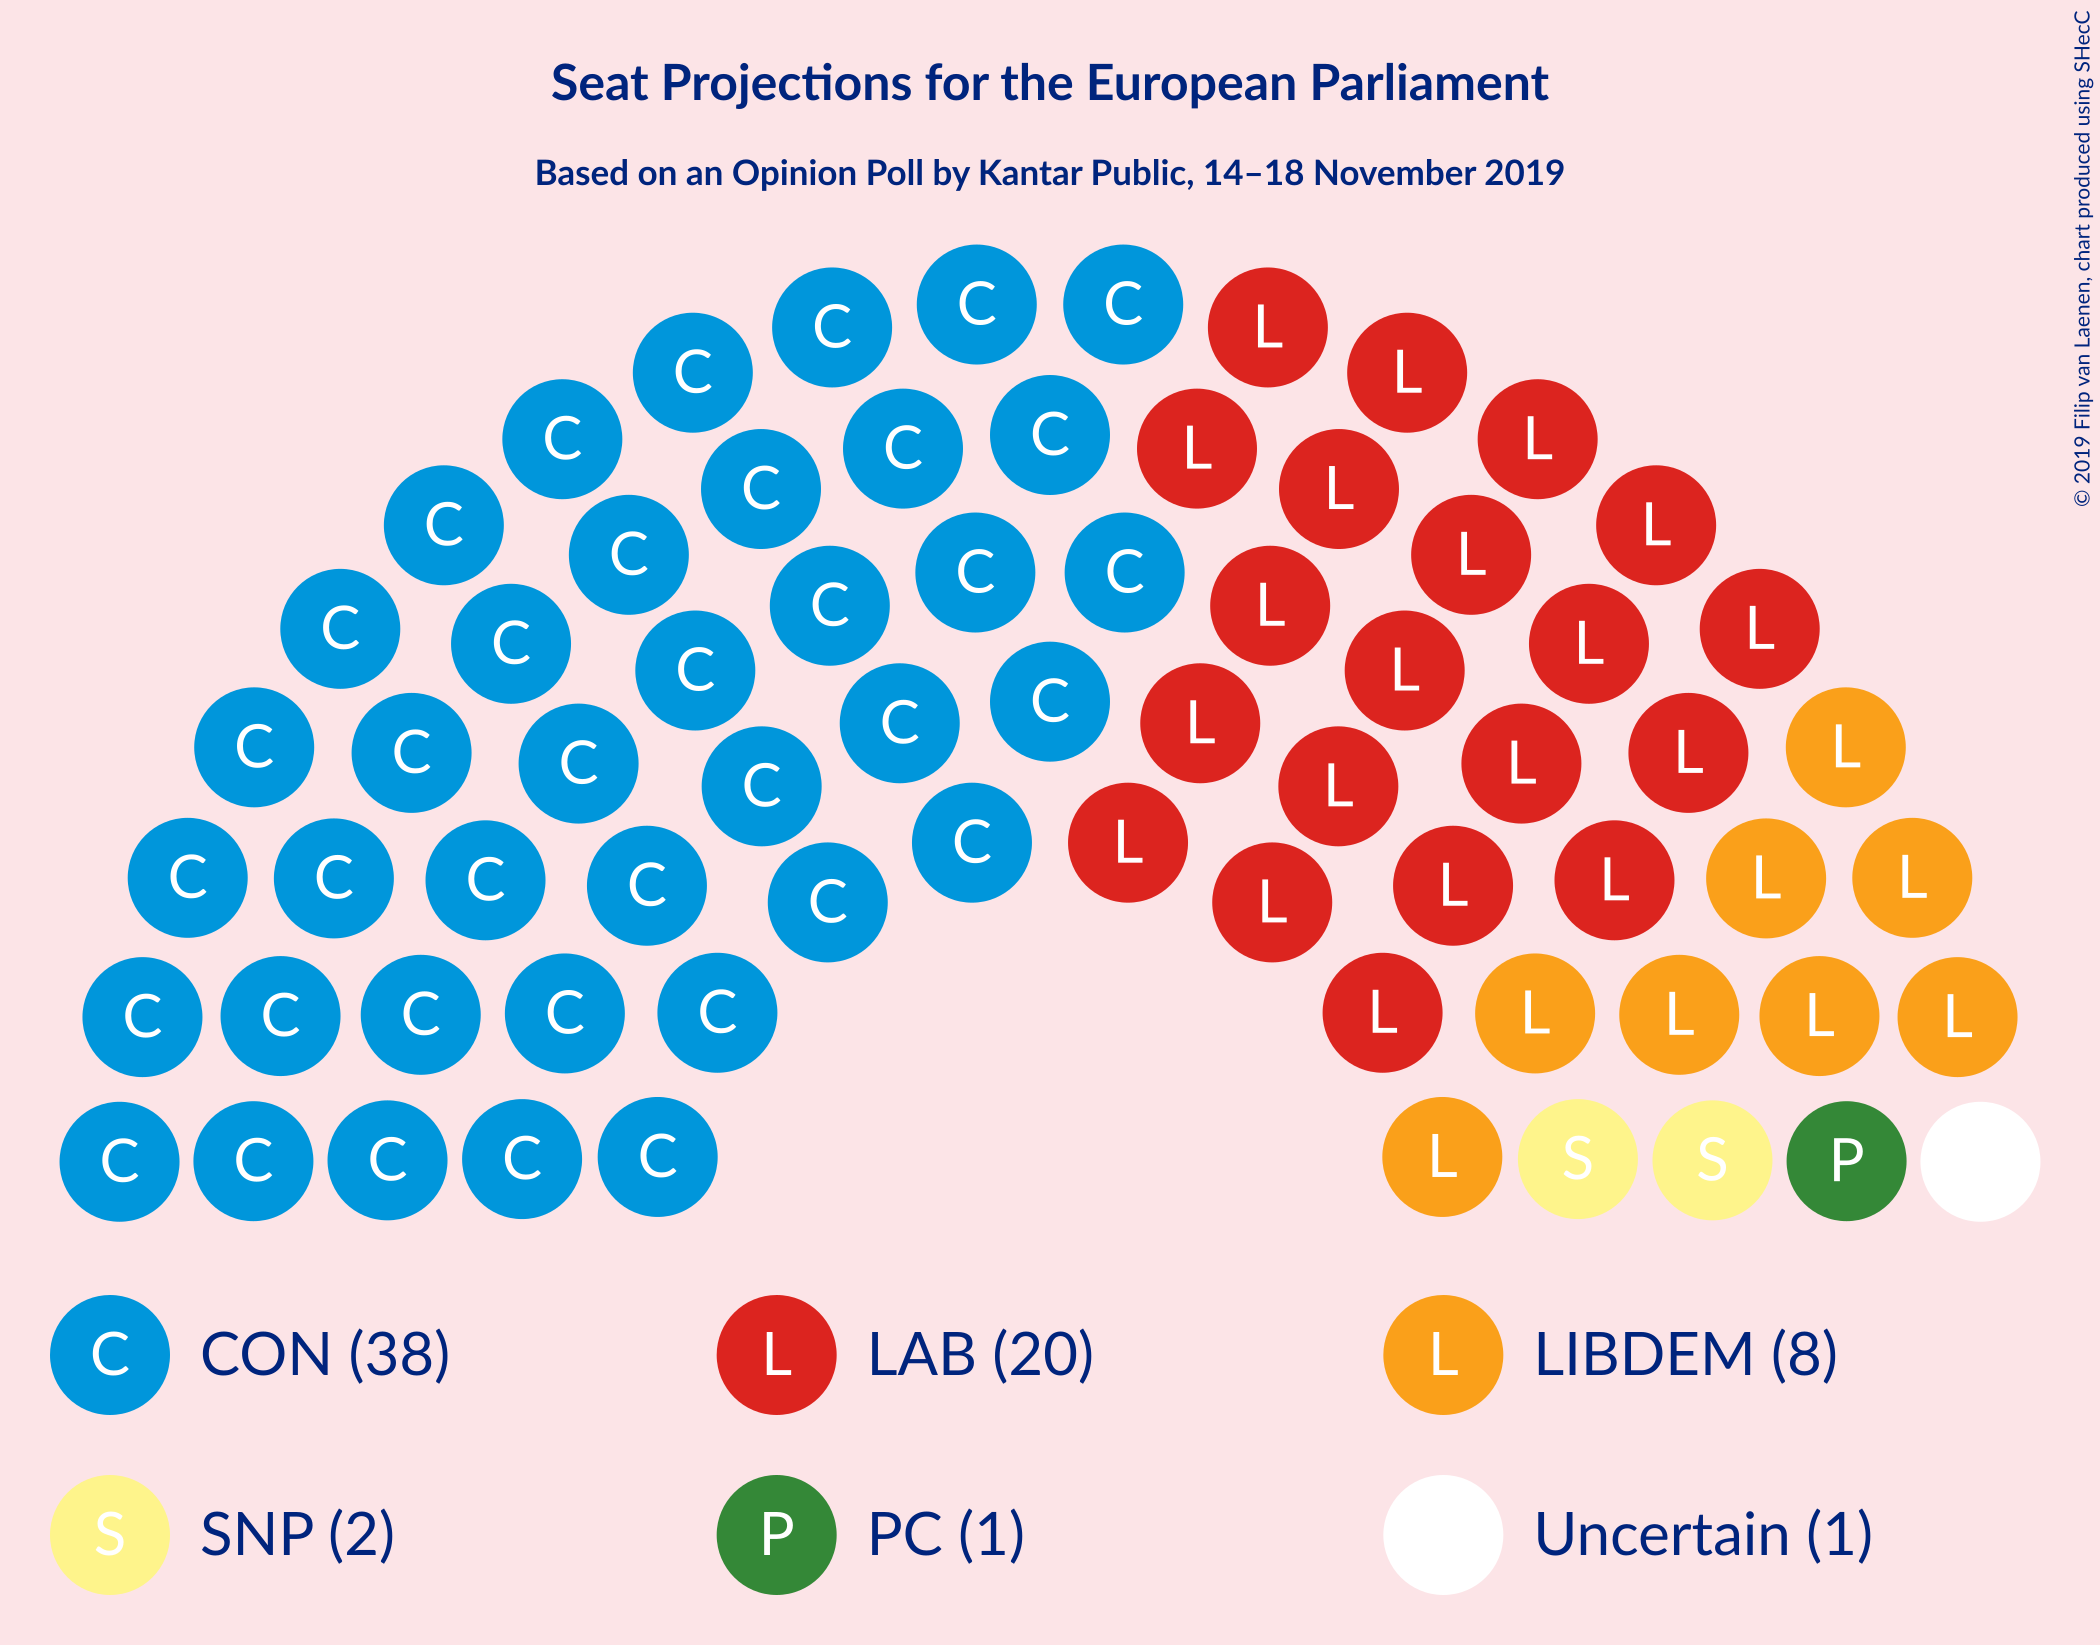 Seat Projections for the European Parliament
Based on an Opinion Poll by Kantar Public, 14–18 November 2019
© 2019 Filip van Laenen, chart produced using SHecC
C C L
C L
C L
C C L
C L
C L
C C L L
C L
C C L
C L
C L
C C L
C L
C C L
C C L L
C L
C C L
C L
C C C C L L L L
C L
C C C C C L L L L L
C C C C C L S S P
C CON (38) L LAB (20) L LIBDEM (8)
S SNP (2) P PC (1) Uncertain (1)